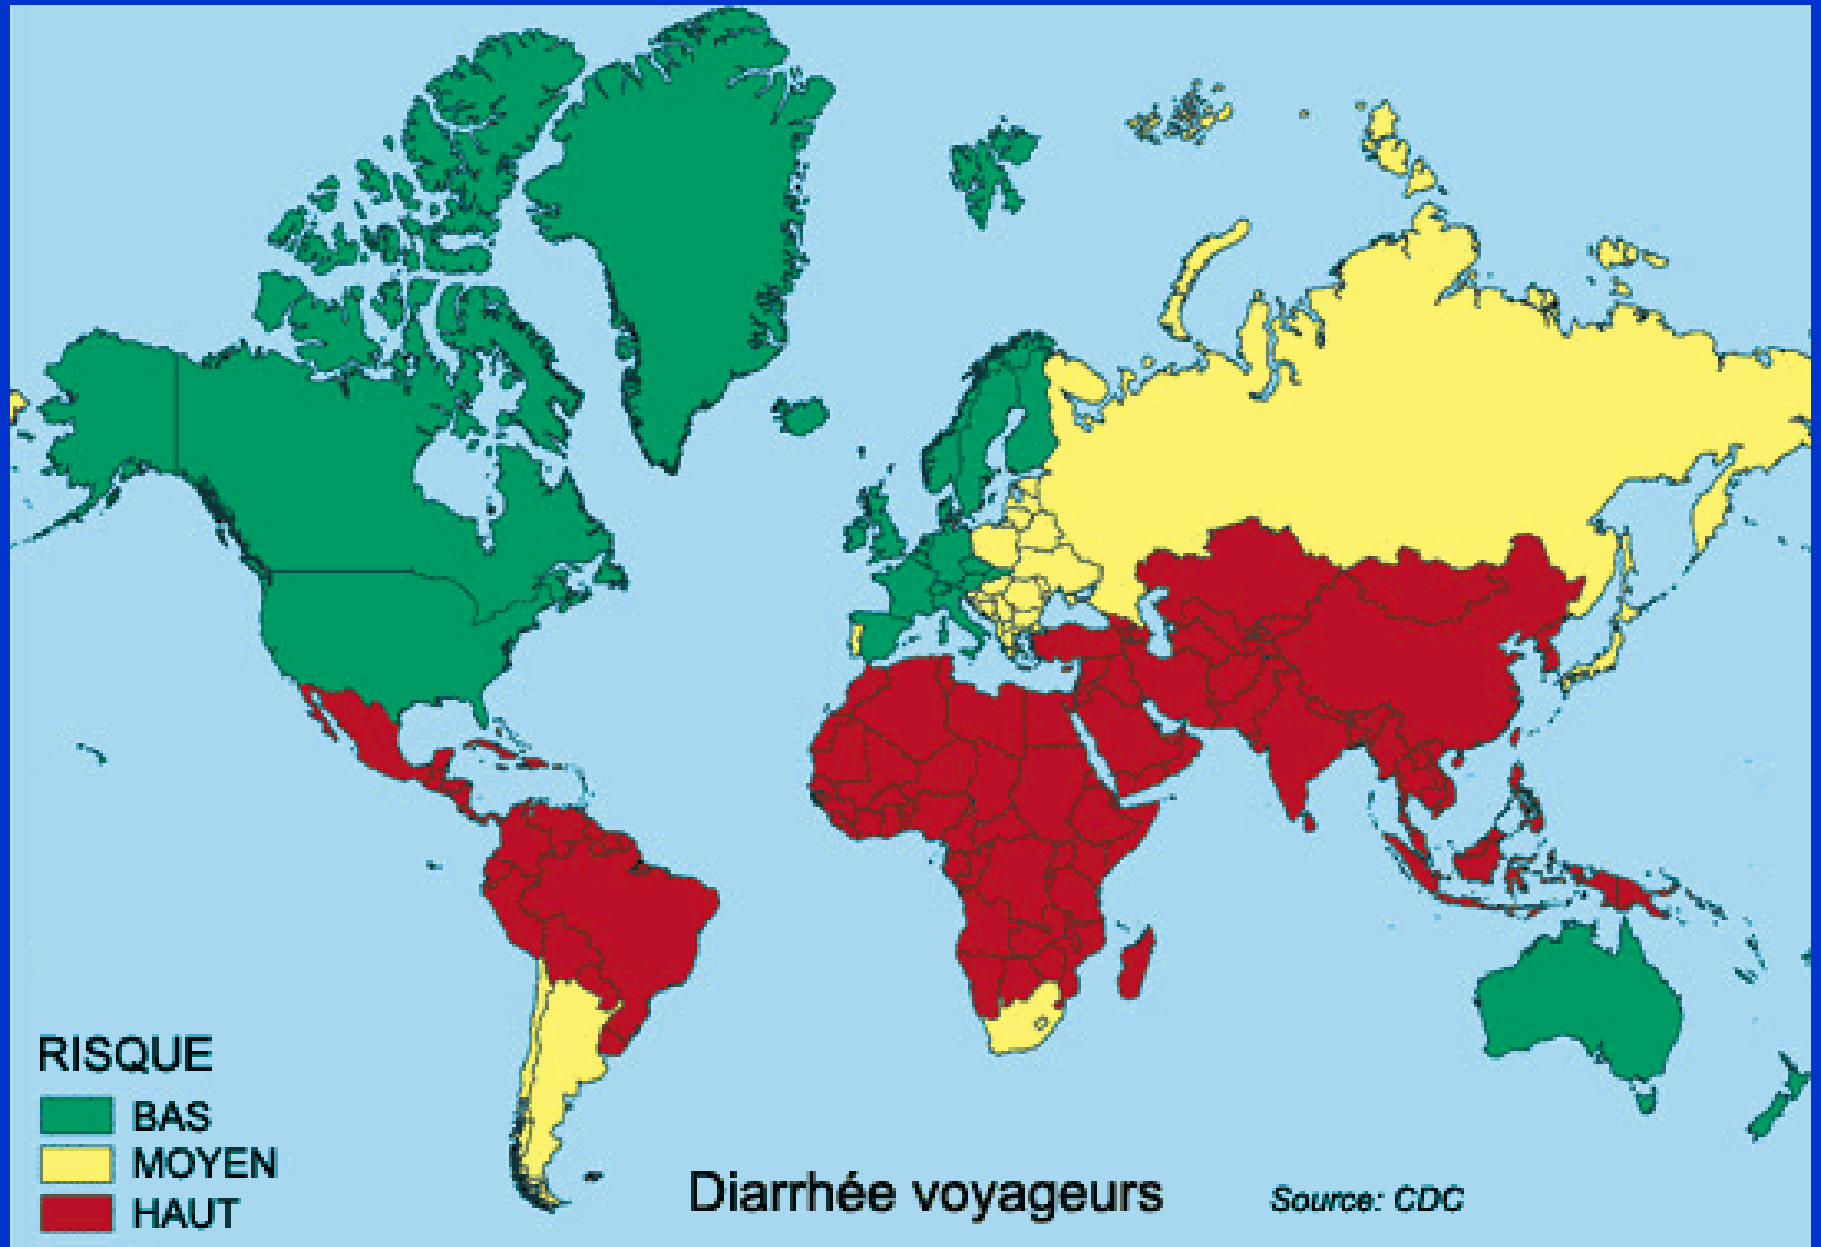 RISQUE
BAS
MOYEN
HAUT
Diarrhée voyageurs
Source: CDC